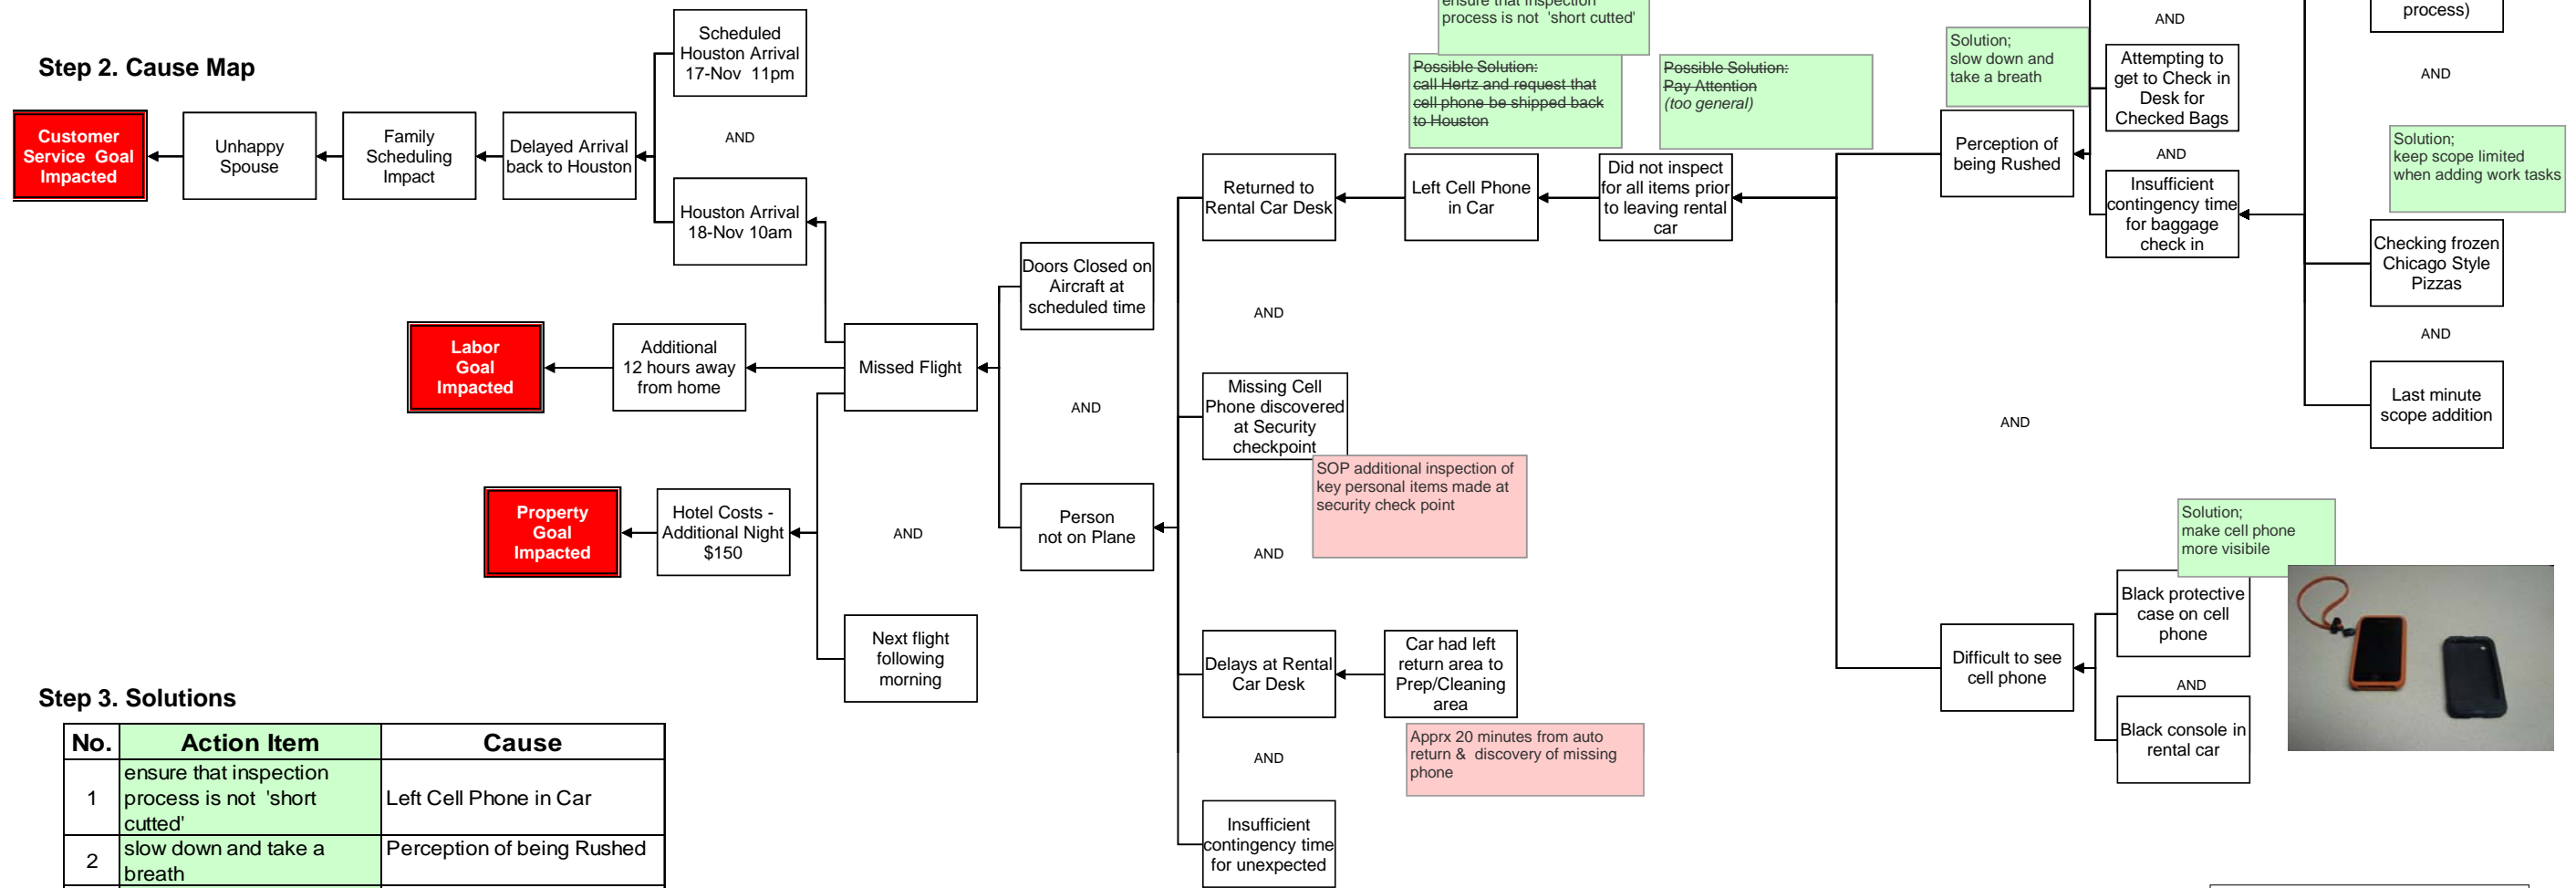 Step 2. Cause Map
Customer
Service Goal
Impacted
Unhappy
Spouse
Family
Scheduling
Impact
Delayed Arrival
back to Houston
Scheduled
Houston Arrival
17-Nov 11pm
AND
Houston Arrival
18-Nov 10am
Labor
Goal
Impacted
Additional
12 hours away
from home
Missed Flight
Property
Goal
Impacted
Hotel Costs -
Additional Night
$150
AND
Next flight
following
morning
Doors Closed on
Aircraft at
scheduled time
AND
Person
not on Plane
Returned to
Rental Car Desk
AND
Missing Cell
Phone discovered
at Security
checkpoint
SOP additional inspection of
key personal items made at
security check point
AND
Delays at Rental
Car Desk
Car had left
return area to
Prep/Cleaning
area
Apprx 20 minutes from auto
return & discovery of missing
phone
AND
Insufficient
contingency time
for unexpected
ensure that inspection
process is not 'short cutted'
Possible Solution:
call Hertz and request that
cell phone be shipped back
to Houston
Possible Solution:
Pay Attention
(too general)
Left Cell Phone
in Car
Did not inspect
for all items prior
to leaving rental
car
Solution;
slow down and
take a breath
Perception of
being Rushed
AND
Attempting to
get to Check in
Desk for
Checked Bags
AND
Insufficient
contingency time
for baggage
check in
process)
AND
Solution;
keep scope limited
when adding work tasks
Checking frozen
Chicago Style
Pizzas
AND
Last minute
scope addition
AND
Solution;
make cell phone
more visibile
Difficult to see
cell phone
Black protective
case on cell
phone
AND
Black console in
rental car
Step 3. Solutions
No. Action Item Cause
1 ensure that inspection process is not 'short cutted' Left Cell Phone in Car
2 slow down and take a breath Perception of being Rushed